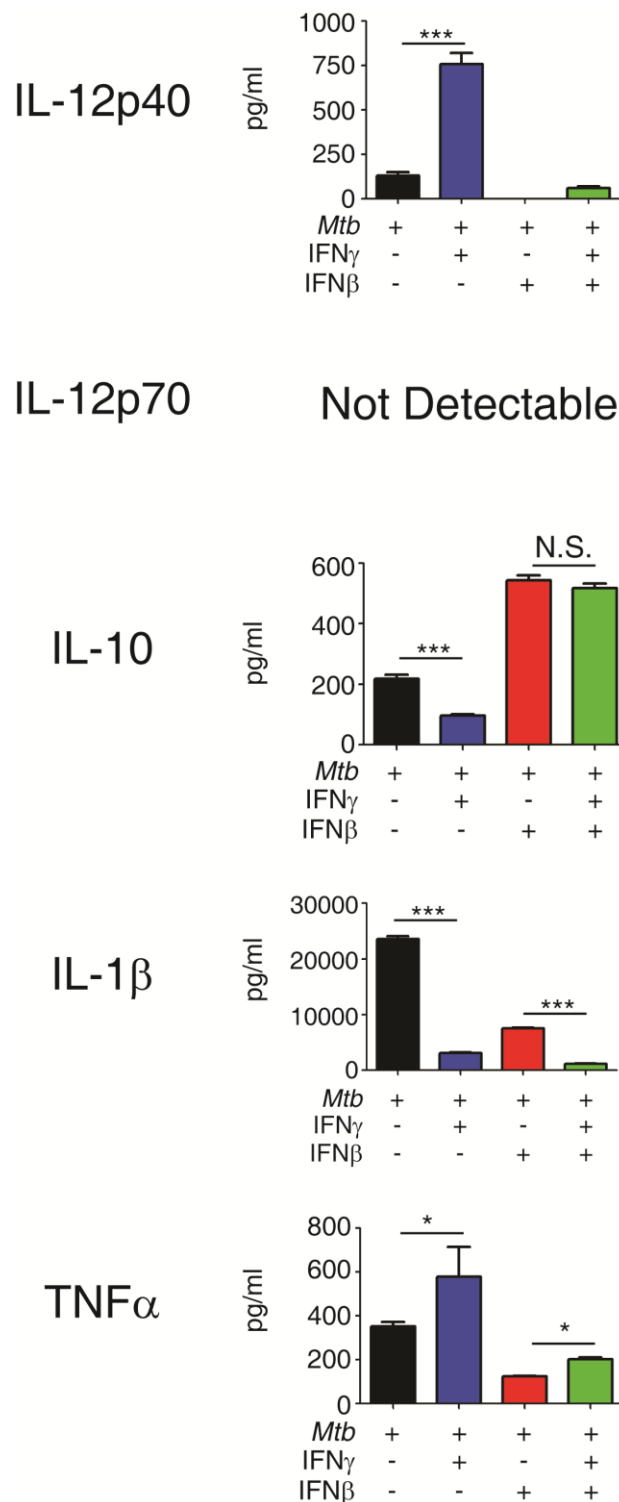 IL-12p40
pg/ml
1000
750
500
250
0
***
Mtb + + + +
IFNγ - + - +
IFNβ - - + +
IL-12p70 Not Detectable
IL-10
pg/ml
600
400
200
0
***
N.S.
Mtb + + + +
IFNγ - + - +
IFNβ - - + +
IL-1β
pg/ml
30000
20000
10000
0
***
***
Mtb + + + +
IFNγ - + - +
IFNβ - - + +
TNFα
pg/ml
800
600
400
200
0
*
*
Mtb + + + +
IFNγ - + - +
IFNβ - - + +